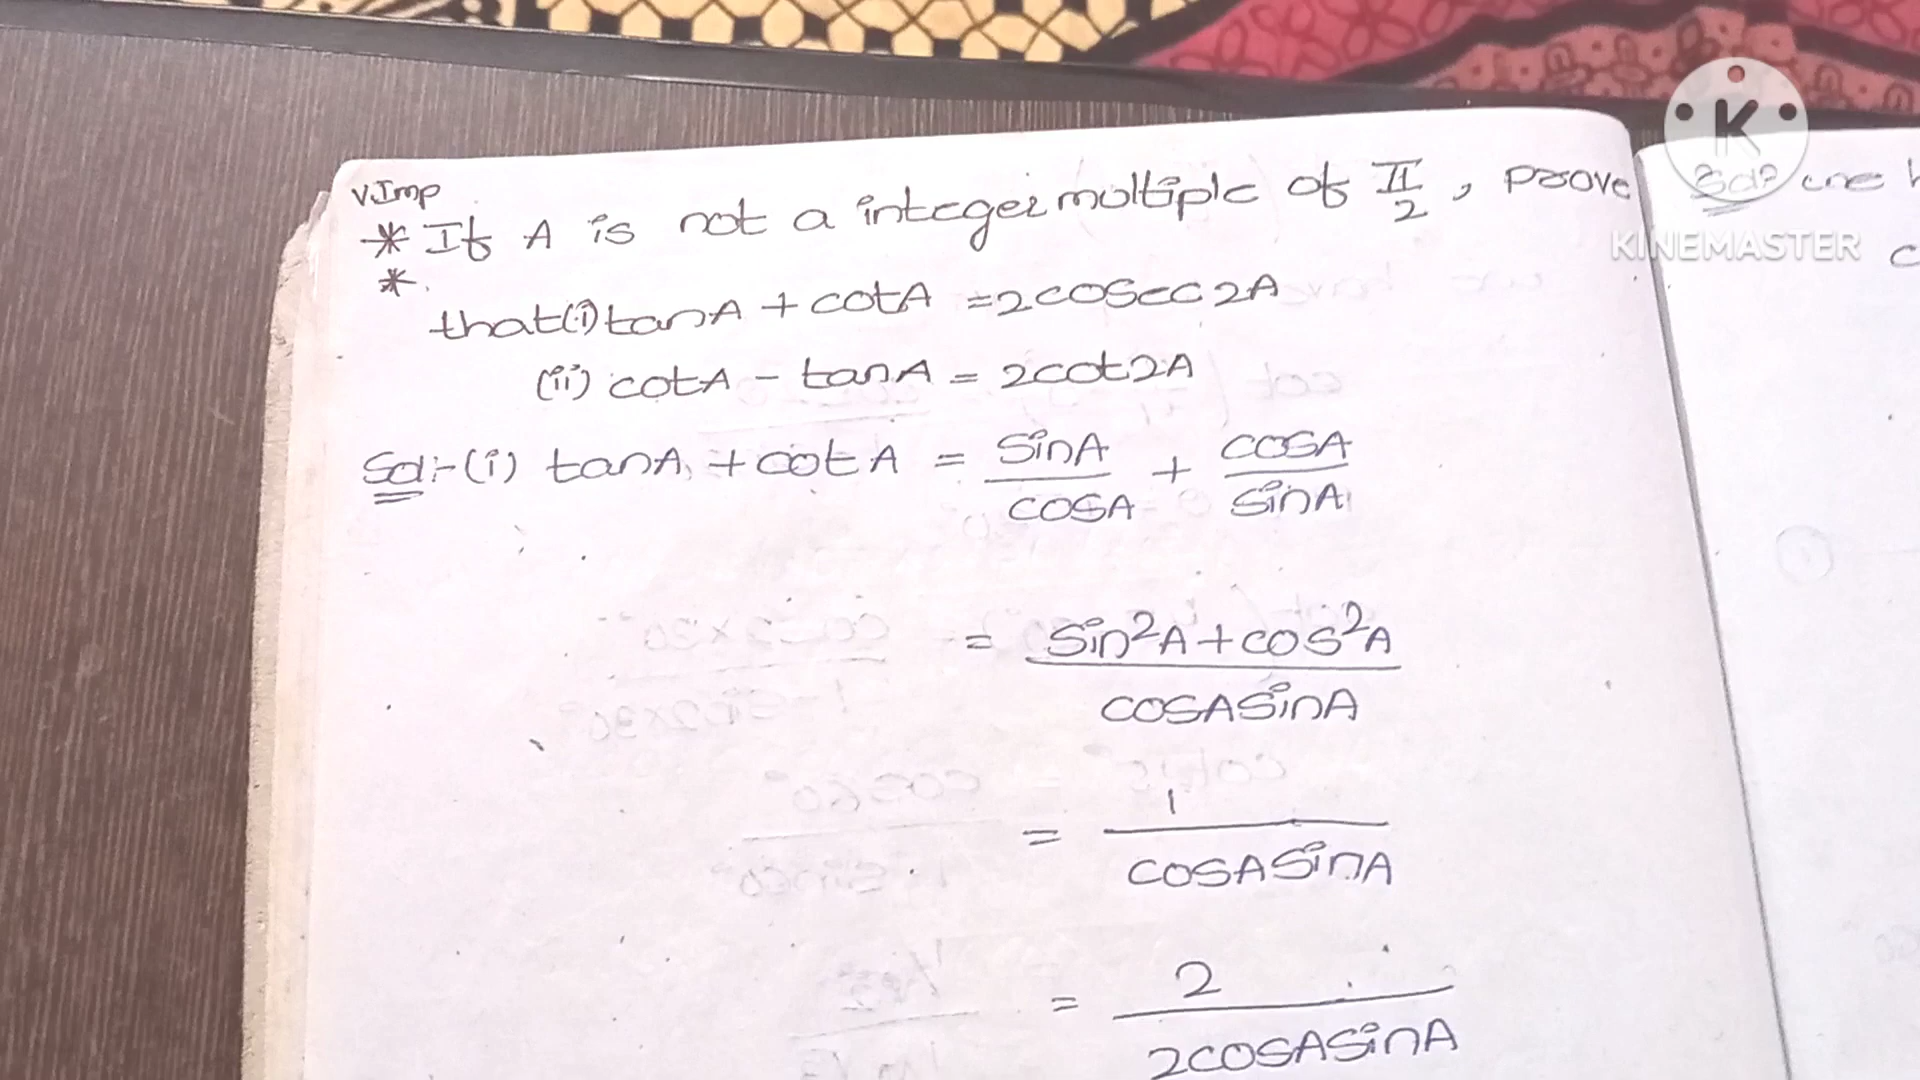 V.Imp
* If A is not a integer multiple of π/2, prove
*
that (i) tanA + cotA = 2cosec2A
(ii) cotA - tanA = 2cot2A
Sol:- (i) tanA + cotA = sinA/cosA + cosA/sinA
= sin²A + cos²A / cosAsinA
= 1 / cosAsinA
= 2 / 2cosAsinA
K
KINEMASTER